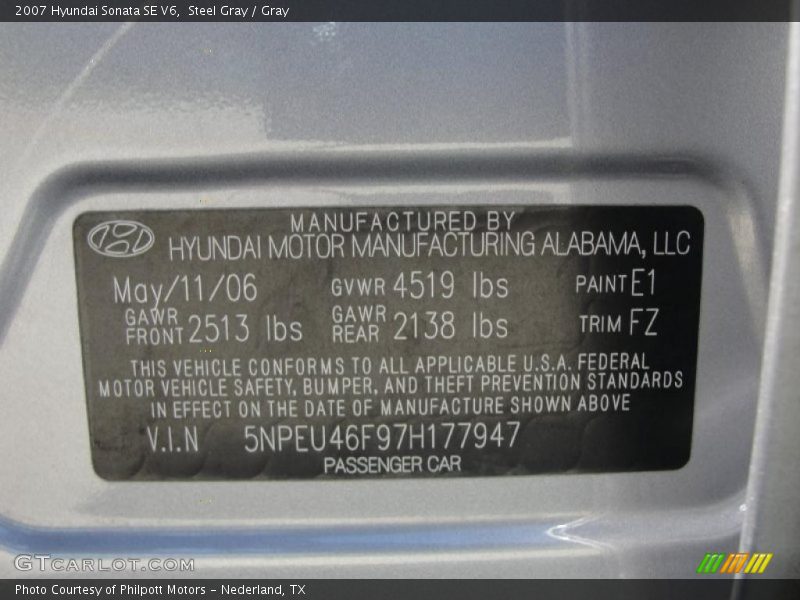 2007 Hyundai Sonata SE V6, Steel Gray / Gray
MANUFACTURED BY
HYUNDAI MOTOR MANUFACTURING ALABAMA, LLC
May/11/06 GVWR 4519 lbs PAINT E1
GAWR FRONT 2513 lbs GAWR REAR 2138 lbs TRIM FZ
THIS VEHICLE CONFORMS TO ALL APPLICABLE U.S.A. FEDERAL
MOTOR VEHICLE SAFETY, BUMPER, AND THEFT PREVENTION STANDARDS
IN EFFECT ON THE DATE OF MANUFACTURE SHOWN ABOVE
V.I.N 5NPEU46F97H177947
PASSENGER CAR
GTCARLOT.COM
Photo Courtesy of Philpott Motors - Nederland, TX